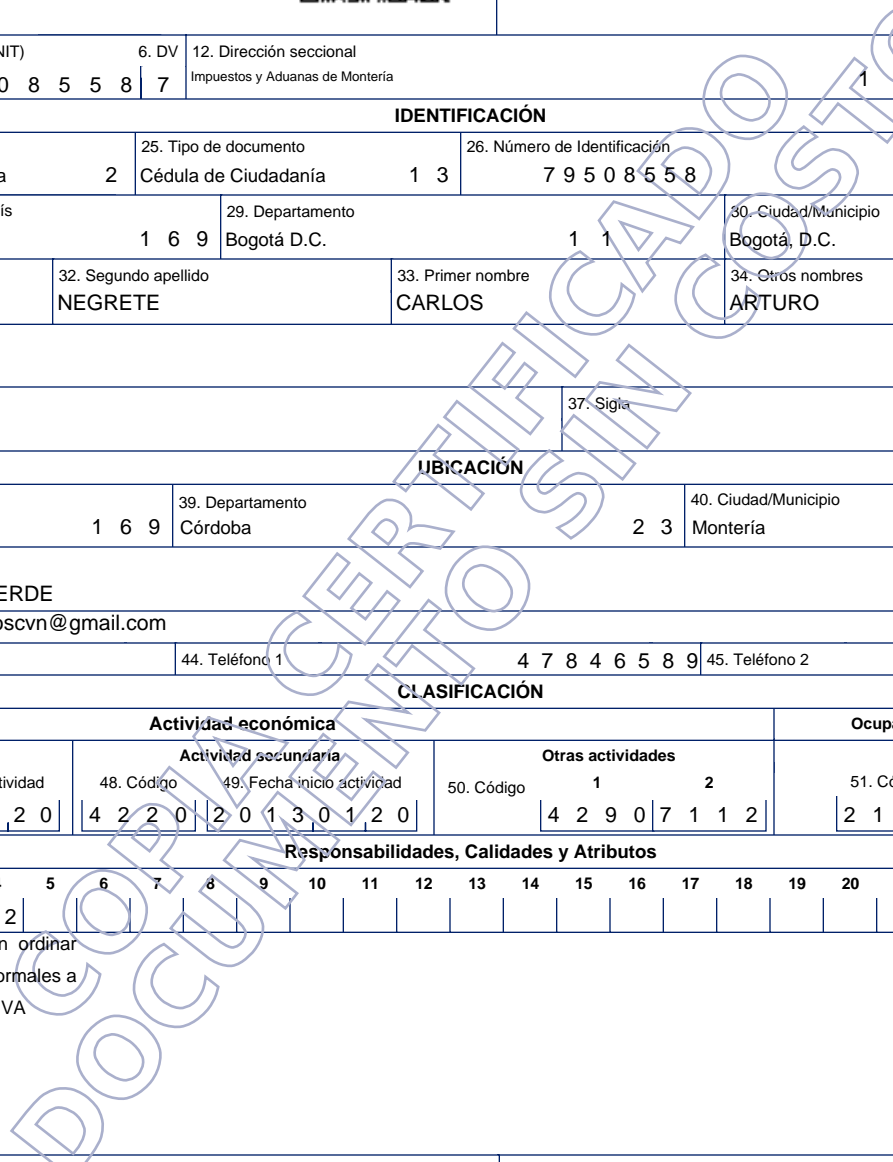 NIT) 6. DV 12. Dirección seccional
0 8 5 5 8 7 Impuestos y Aduanas de Montería 1
IDENTIFICACIÓN
25. Tipo de documento 26. Número de Identificación
a 2 Cédula de Ciudadanía 1 3 7 9 5 0 8 5 5 8
ís 29. Departamento 30. Ciudad/Municipio
1 6 9 Bogotá D.C. 1 1 Bogotá, D.C.
32. Segundo apellido 33. Primer nombre 34. Otros nombres
NEGRETE CARLOS ARTURO
37. Sigla
UBICACIÓN
39. Departamento 40. Ciudad/Municipio
1 6 9 Córdoba 2 3 Montería
ERDE
oscvn@gmail.com
44. Teléfono 1 4 7 8 4 6 5 8 9 45. Teléfono 2
CLASIFICACIÓN
Actividad económica Ocupa
Actividad secundaria Otras actividades
tividad 48. Código 49. Fecha inicio actividad 50. Código 1 2 51. Có
2 0 4 2 2 0 2 0 1 3 0 1 2 0 4 2 9 0 7 1 1 2 2 1
Responsabilidades, Calidades y Atributos
5 6 7 8 9 10 11 12 13 14 15 16 17 18 19 20
2
n ordinar
ormales a
VA
COPIA CERTIFICADO
DOCUMENTO SIN COSTO